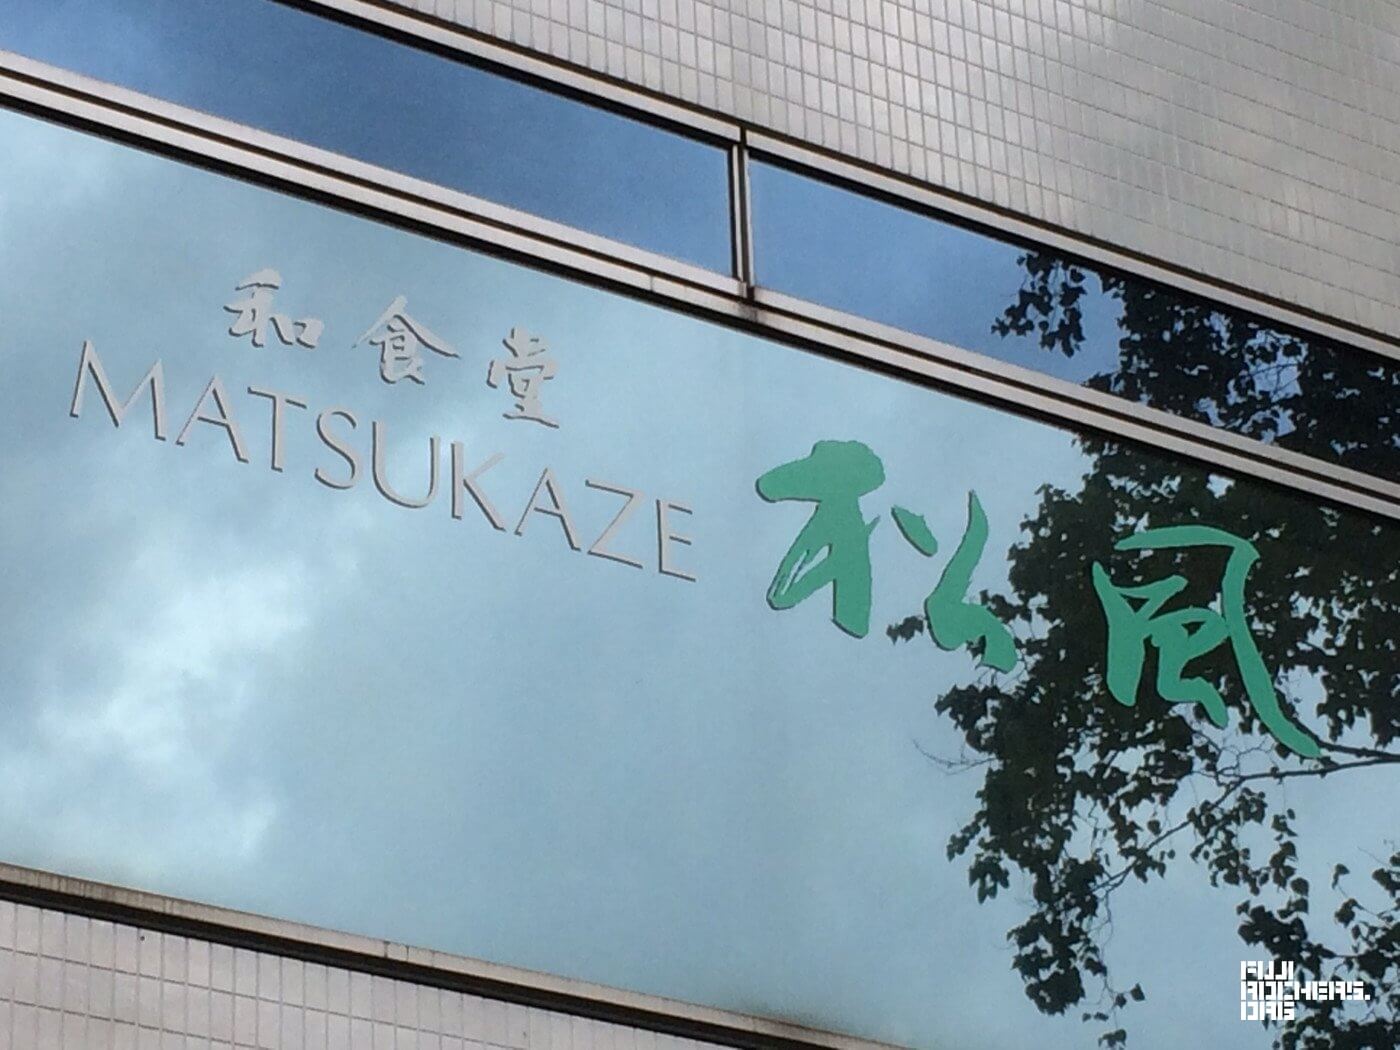 和食堂
MATSUKAZE
松風
FUJI
ROCKERS.
ORG